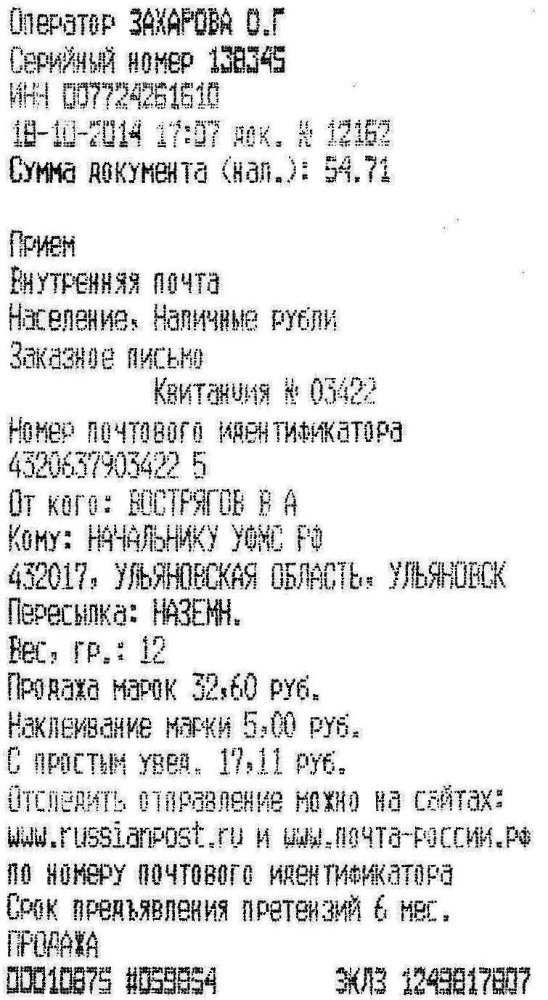 Оператор ЗАХАРОВА О.Г
Серийный номер 138345
ИНН 007724261610
18-10-2014 17:07 док. № 12162
Сумма документа (нал.): 54.71
Прием
Внутренняя почта
Население, Наличные рубли
Заказное письмо
Квитанция № 03422
Номер почтового идентификатора
4320637903422 5
От кого: ВОСТРЯГОВ В А
Кому: НАЧАЛЬНИКУ УФМС РФ
432017, УЛЬЯНОВСКАЯ ОБЛАСТЬ, УЛЬЯНОВСК
Пересылка: НАЗЕМН.
Вес, гр.: 12
Продажа марок 32,60 руб.
Наклеивание марки 5,00 руб.
С простым увед. 17,11 руб.
Отследить отправление можно на сайтах:
www.russianpost.ru и www.почта-россии.рф
по номеру почтового идентификатора
Срок предъявления претензий 6 мес.
ПРОДАЖА
00010875 #059854 ЭКЛЗ 1249817807